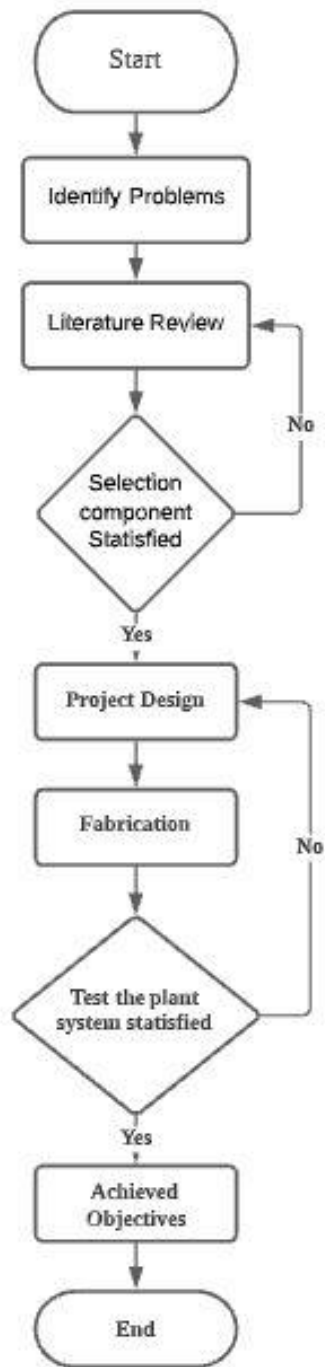 Start
Identify Problems
Literature Review
No
Selection
component
Statisfied
Yes
Project Design
Fabrication
No
Test the plant
system statisfied
Yes
Achieved
Objectives
End